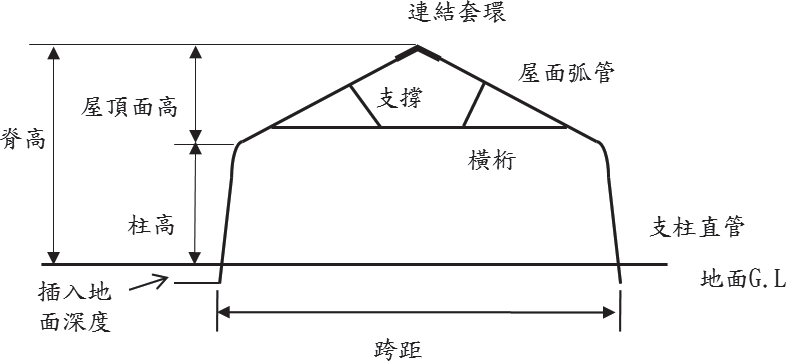 連結套環
屋面弧管
支撐
屋頂面高
脊高
橫桁
柱高
支柱直管
地面G.L
插入地
面深度
跨距